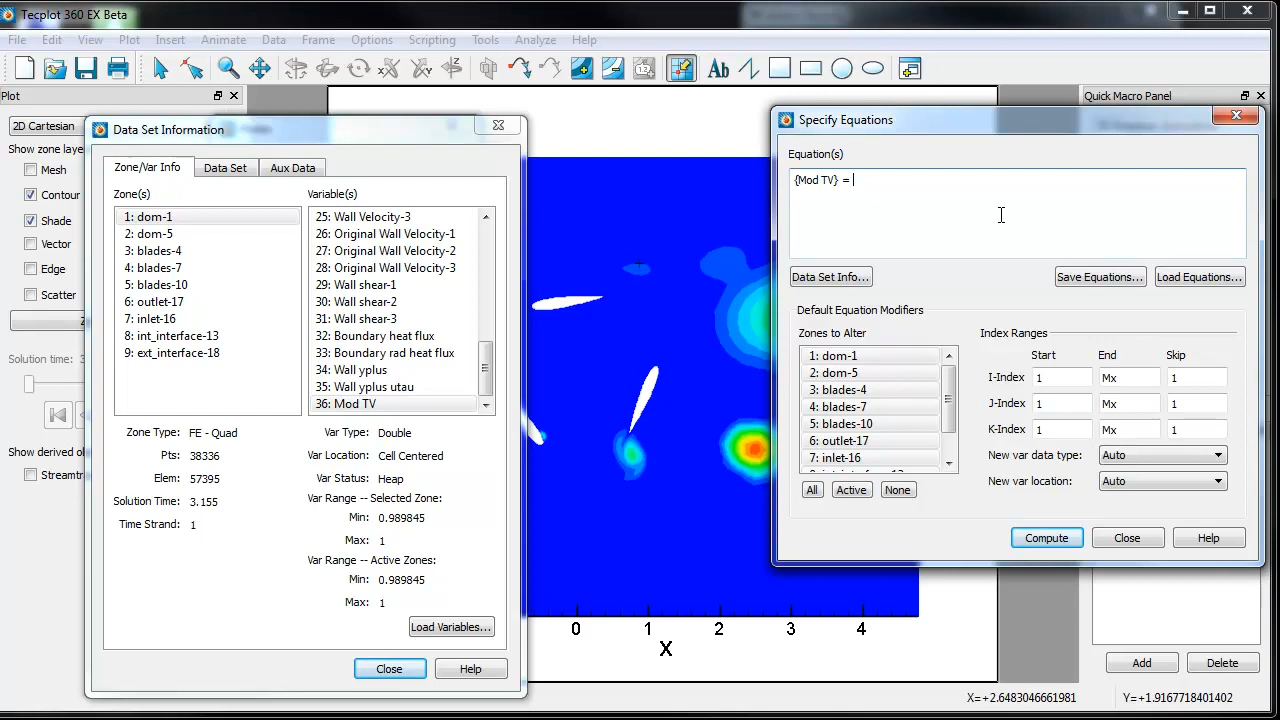 Tecplot 360 EX Beta
File Edit View Plot Insert Animate Data Frame Options Scripting Tools Analyze Help
Plot
2D Cartesian
Show zone layer
Mesh
Contour
Shade
Vector
Edge
Scatter
Z
Solution time: 3
Show derived ob
Streamtr
Data Set Information
Zone/Var Info Data Set Aux Data
Zone(s)
1: dom-1
2: dom-5
3: blades-4
4: blades-7
5: blades-10
6: outlet-17
7: inlet-16
8: int_interface-13
9: ext_interface-18
Variable(s)
25: Wall Velocity-3
26: Original Wall Velocity-1
27: Original Wall Velocity-2
28: Original Wall Velocity-3
29: Wall shear-1
30: Wall shear-2
31: Wall shear-3
32: Boundary heat flux
33: Boundary rad heat flux
34: Wall yplus
35: Wall yplus utau
36: Mod TV
Zone Type: FE - Quad
Pts: 38336
Elem: 57395
Solution Time: 3.155
Time Strand: 1
Var Type: Double
Var Location: Cell Centered
Var Status: Heap
Var Range -- Selected Zone:
Min: 0.989845
Max: 1
Var Range -- Active Zones:
Min: 0.989845
Max: 1
Load Variables...
Close Help
0 1 2 3 4
X
Quick Macro Panel
Specify Equations
Equation(s)
{Mod TV} =
Data Set Info... Save Equations... Load Equations...
Default Equation Modifiers
Zones to Alter
1: dom-1
2: dom-5
3: blades-4
4: blades-7
5: blades-10
6: outlet-17
7: inlet-16
All Active None
Index Ranges
Start End Skip
I-Index 1 Mx 1
J-Index 1 Mx 1
K-Index 1 Mx 1
New var data type: Auto
New var location: Auto
Compute Close Help
Add Delete
X=+2.6483046661981 Y=+1.9167718401402